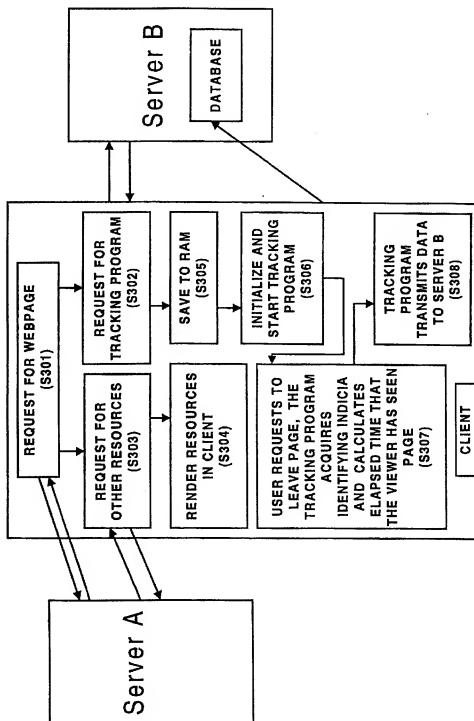 Server A
REQUEST FOR WEBPAGE
(S301)
REQUEST FOR
OTHER RESOURCES
(S303)
REQUEST FOR
TRACKING PROGRAM
(S302)
RENDER RESOURCES
IN CLIENT
(S304)
SAVE TO RAM
(S305)
INITIALIZE AND
START TRACKING
PROGRAM
(S306)
USER REQUESTS TO
LEAVE PAGE, THE
TRACKING PROGRAM
ACQUIRES
IDENTIFYING INDICIA
AND CALCULATES
ELAPSED TIME THAT
THE VIEWER HAS SEEN
PAGE
(S307)
TRACKING
PROGRAM
TRANSMITS DATA
TO SERVER B
(S308)
CLIENT
Server B
DATABASE